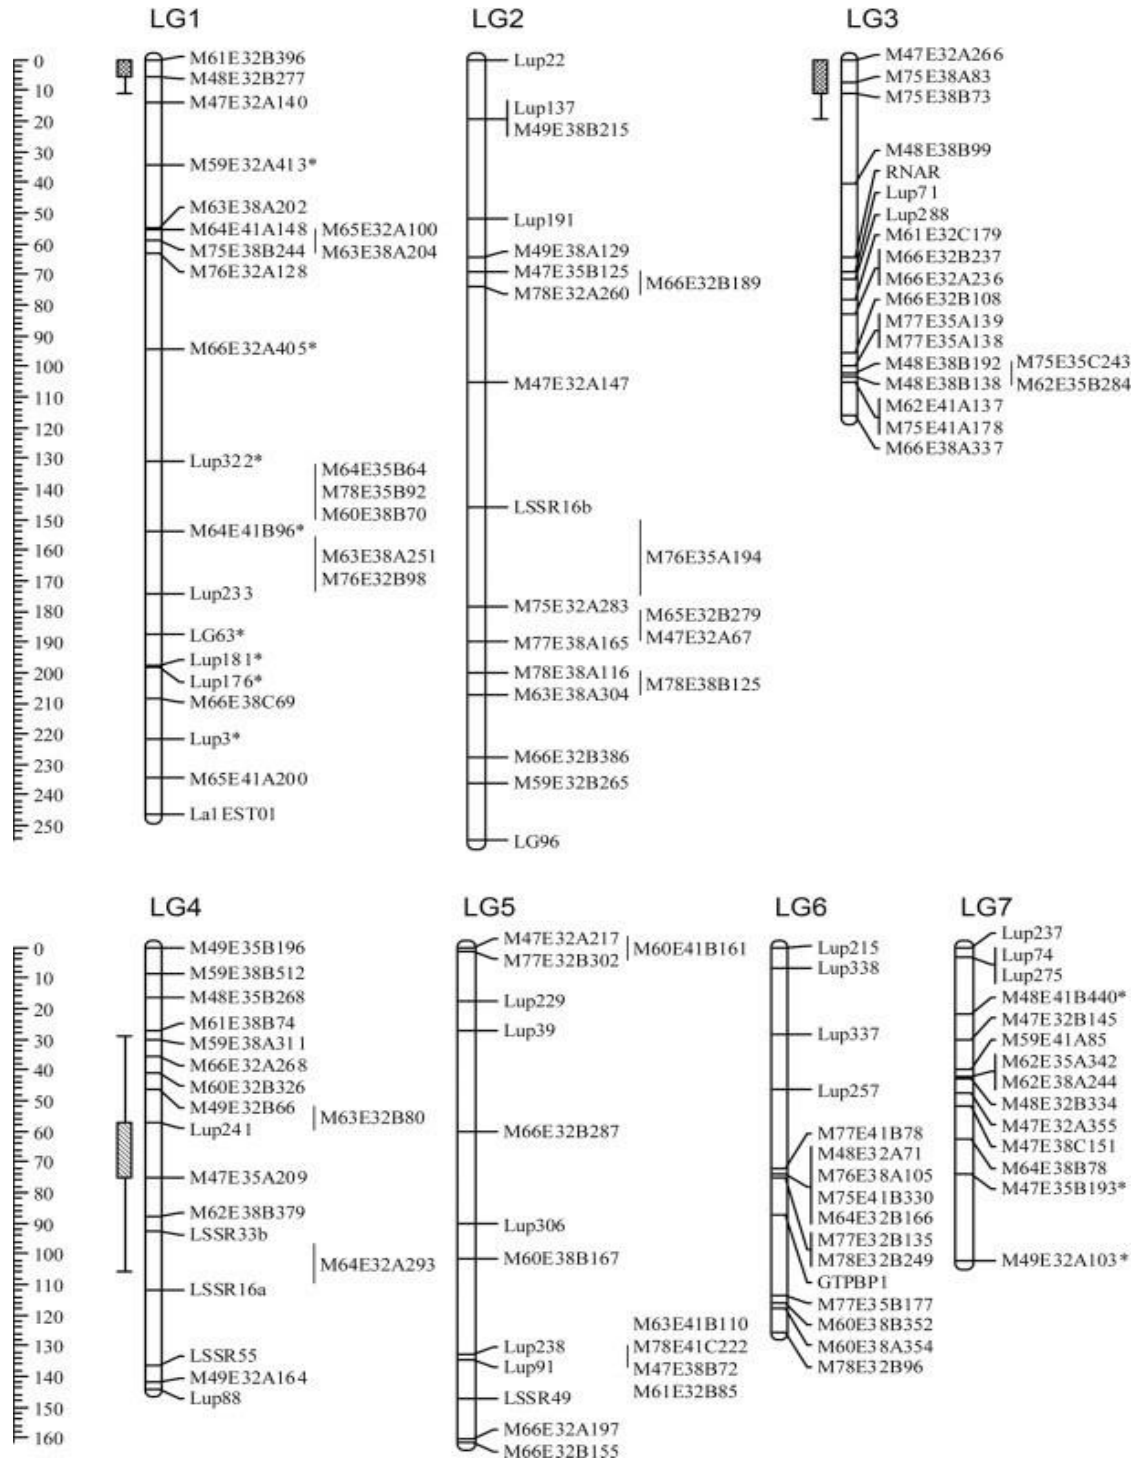 LG1
0
10
20
30
40
50
60
70
80
90
100
110
120
130
140
150
160
170
180
190
200
210
220
230
240
250
M61E32B396
M48E32B277
M47E32A140
M59E32A413*
M63E38A202
M64E41A148
M75E38B244
M76E32A128
M65E32A100
M63E38A204
M66E32A405*
Lup322*
M64E35B64
M78E35B92
M60E38B70
M64E41B96*
M63E38A251
M76E32B98
Lup233
LG63*
Lup181*
Lup176*
M66E38C69
Lup3*
M65E41A200
La1EST01
LG2
Lup22
Lup137
M49E38B215
Lup191
M49E38A129
M47E35B125
M78E32A260
M66E32B189
M47E32A147
LSSR16b
M76E35A194
M75E32A283
M65E32B279
M47E32A67
M77E38A165
M78E38A116
M63E38A304
M78E38B125
M66E32B386
M59E32B265
LG96
LG3
M47E32A266
M75E38A83
M75E38B73
M48E38B99
RNAR
Lup71
Lup288
M61E32C179
M66E32B237
M66E32A236
M66E32B108
M77E35A139
M77E35A138
M48E38B192
M48E38B138
M75E35C243
M62E35B284
M62E41A137
M75E41A178
M66E38A337
LG4
0
10
20
30
40
50
60
70
80
90
100
110
120
130
140
150
160
M49E35B196
M59E38B512
M48E35B268
M61E38B74
M59E38A311
M66E32A268
M60E32B326
M49E32B66
Lup241
M63E32B80
M47E35A209
M62E38B379
LSSR33b
M64E32A293
LSSR16a
LSSR55
M49E32A164
Lup88
LG5
M47E32A217
M77E32B302
M60E41B161
Lup229
Lup39
M66E32B287
Lup306
M60E38B167
Lup238
Lup91
M63E41B110
M78E41C222
M47E38B72
M61E32B85
LSSR49
M66E32A197
M66E32B155
LG6
Lup215
Lup338
Lup337
Lup257
M77E41B78
M48E32A71
M76E38A105
M75E41B330
M64E32B166
M77E32B135
M78E32B249
GTPBP1
M77E35B177
M60E38B352
M60E38A354
M78E32B96
LG7
Lup237
Lup74
Lup275
M48E41B440*
M47E32B145
M59E41A85
M62E35A342
M62E38A244
M48E32B334
M47E32A355
M47E38C151
M64E38B78
M47E35B193*
M49E32A103*